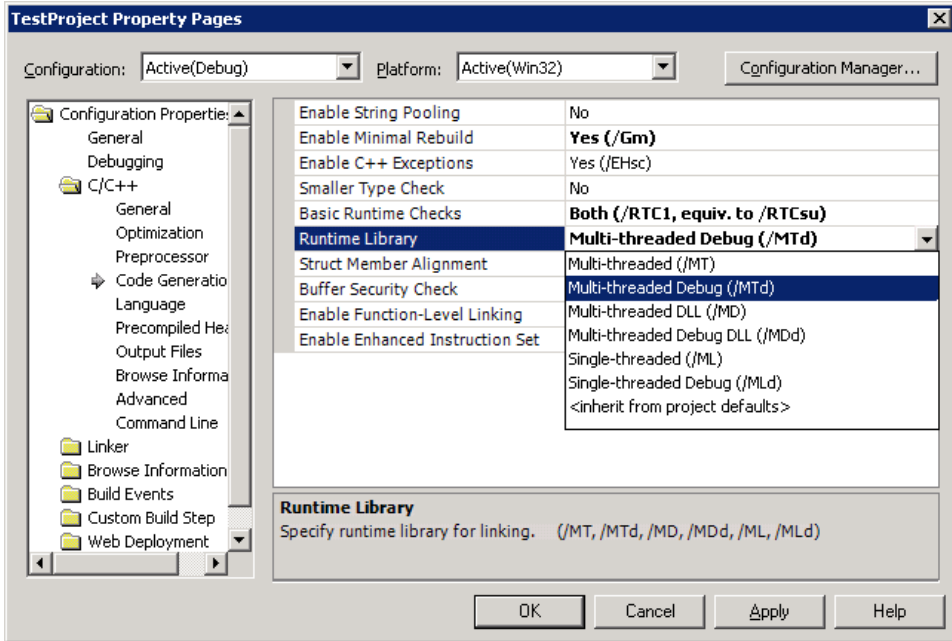 TestProject Property Pages
Configuration: Active(Debug) Platform: Active(Win32) Configuration Manager...
Configuration Propertie
General
Debugging
C/C++
General
Optimization
Preprocessor
Code Generatio
Language
Precompiled Hea
Output Files
Browse Informa
Advanced
Command Line
Linker
Browse Information
Build Events
Custom Build Step
Web Deployment
Enable String Pooling No
Enable Minimal Rebuild Yes (/Gm)
Enable C++ Exceptions Yes (/EHsc)
Smaller Type Check No
Basic Runtime Checks Both (/RTC1, equiv. to /RTCsu)
Runtime Library Multi-threaded Debug (/MTd)
Struct Member Alignment
Buffer Security Check
Enable Function-Level Linking
Enable Enhanced Instruction Set
Multi-threaded (/MT)
Multi-threaded Debug (/MTd)
Multi-threaded DLL (/MD)
Multi-threaded Debug DLL (/MDd)
Single-threaded (/ML)
Single-threaded Debug (/MLd)
<inherit from project defaults>
Runtime Library
Specify runtime library for linking. (/MT, /MTd, /MD, /MDd, /ML, /MLd)
OK Cancel Apply Help